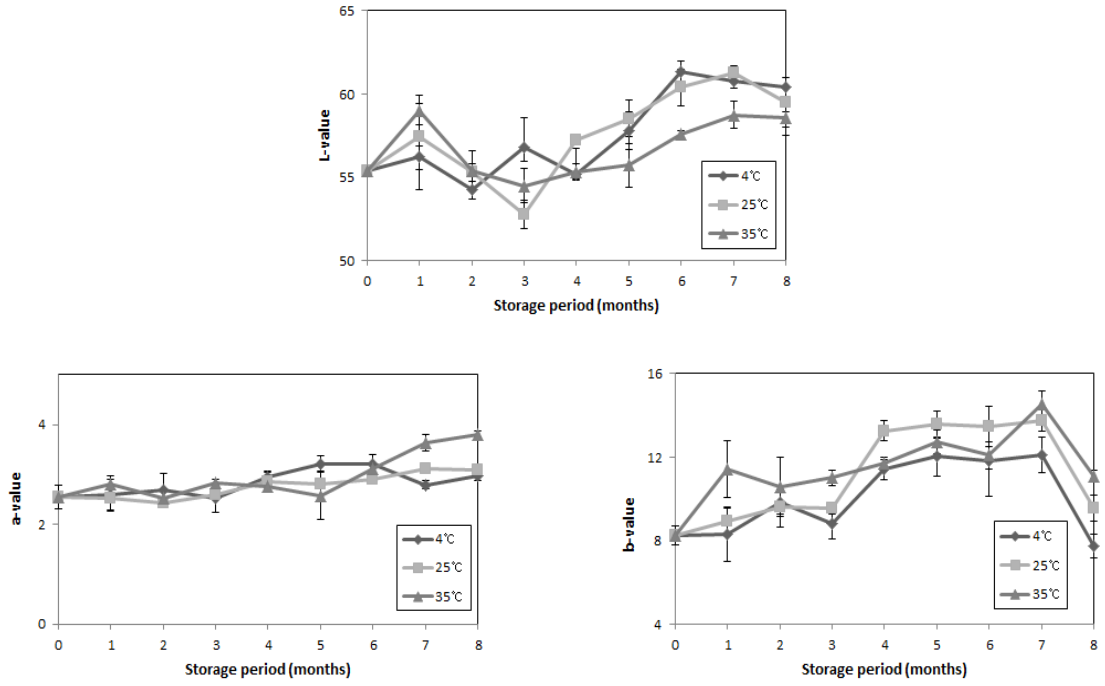 65
60
55
50
L-value
4℃
25℃
35℃
0 1 2 3 4 5 6 7 8
Storage period (months)
4
2
0
a-value
4℃
25℃
35℃
0 1 2 3 4 5 6 7 8
Storage period (months)
16
12
8
4
b-value
4℃
25℃
35℃
0 1 2 3 4 5 6 7 8
Storage period (months)